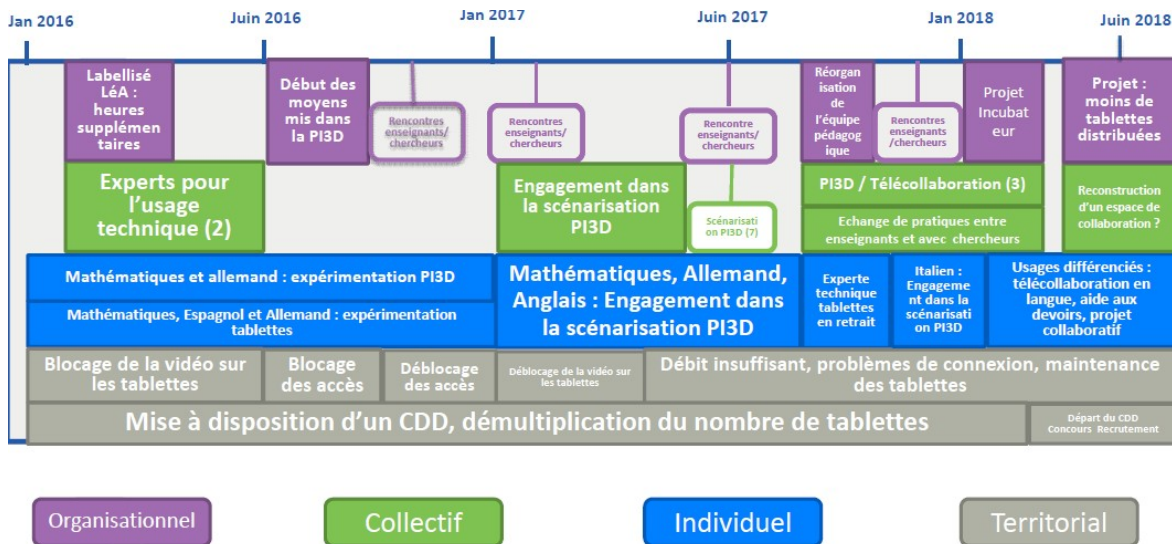 Jan 2016
Juin 2016
Jan 2017
Juin 2017
Jan 2018
Juin 2018
Labellisé
LéA :
heures
supplémen
taires
Début des
moyens
mis dans
la PI3D
Rencontres
enseignants/
chercheurs
Rencontres
enseignants/
chercheurs
Rencontre
enseignants/
chercheurs
Réorgan
isation
de
l'équipe
pédagog
ique
Rencontres
enseignants
/chercheurs
Projet
Incubat
eur
Projet :
moins de
tablettes
distribuées
Experts pour
l'usage
technique (2)
Engagement dans
la scénarisation
PI3D
Scénarisati
on PI3D (7)
PI3D / Télécollaboration (3)
Echange de pratiques entre
enseignants et avec chercheurs
Reconstruction
d'un espace de
collaboration ?
Mathématiques et allemand : expérimentation PI3D
Mathématiques, Espagnol et Allemand : expérimentation
tablettes
Mathématiques, Allemand,
Anglais : Engagement dans
la scénarisation PI3D
Experte
technique
tablettes
en retrait
Italien :
Engageme
nt dans la
scénarisati
on PI3D
Usages différenciés :
télécollaboration en
langue, aide aux
devoirs, projet
collaboratif
Blocage de la vidéo sur
les tablettes
Blocage
des accès
Déblocage
des accès
Déblocage de la vidéo sur
les tablettes
Débit insuffisant, problèmes de connexion, maintenance
des tablettes
Mise à disposition d'un CDD, démultiplication du nombre de tablettes
Départ du CDD
Concours Recrutement
Organisationnel
Collectif
Individuel
Territorial